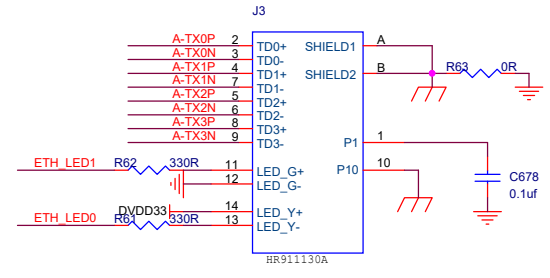 J3
A-TX0P 2 TD0+ SHIELD1 A
A-TX0N 3 TD0-
A-TX1P 4 TD1+ SHIELD2 B R63 0R
A-TX1N 7 TD1-
A-TX2P 5 TD2+
A-TX2N 6 TD2-
A-TX3P 8 TD3+
A-TX3N 9 TD3- P1 1
ETH_LED1 R62 330R 11 LED_G+ P10 10
12 LED_G-
C678
0.1uf
DVDD33 14 LED_Y+
ETH_LED0 R61 330R 13 LED_Y-
HR911130A